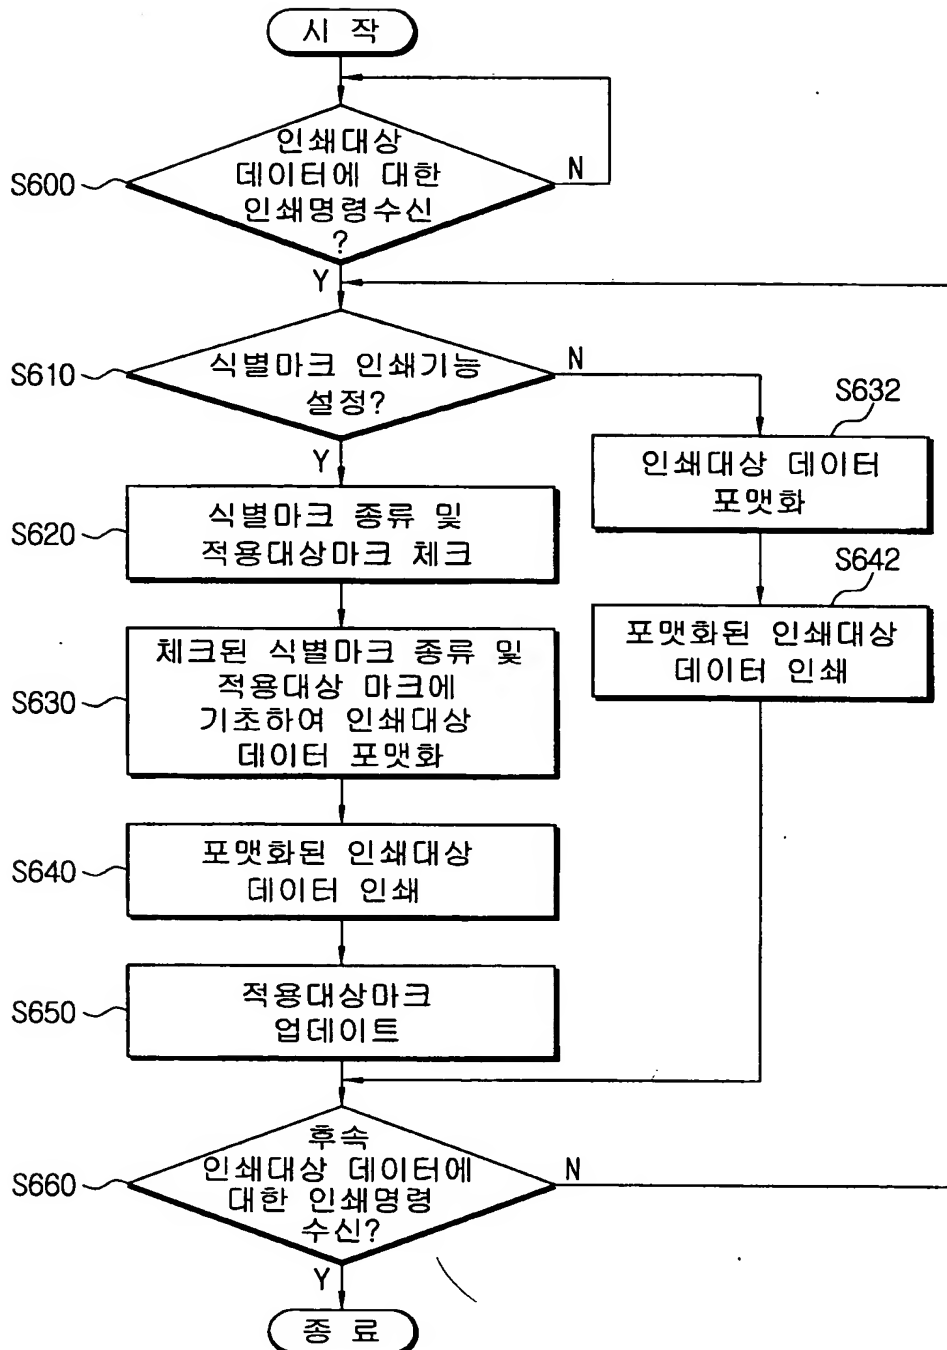 시 작
S600
인쇄대상
데이터에 대한
인쇄명령수신
?
N
Y
S610
식별마크 인쇄기능
설정?
N
Y
S632
인쇄대상 데이터
포맷화
S620
식별마크 종류 및
적용대상마크 체크
S642
포맷화된 인쇄대상
데이터 인쇄
S630
체크된 식별마크 종류 및
적용대상 마크에
기초하여 인쇄대상
데이터 포맷화
S640
포맷화된 인쇄대상
데이터 인쇄
S650
적용대상마크
업데이트
S660
후속
인쇄대상 데이터에
대한 인쇄명령
수신?
N
Y
종 료